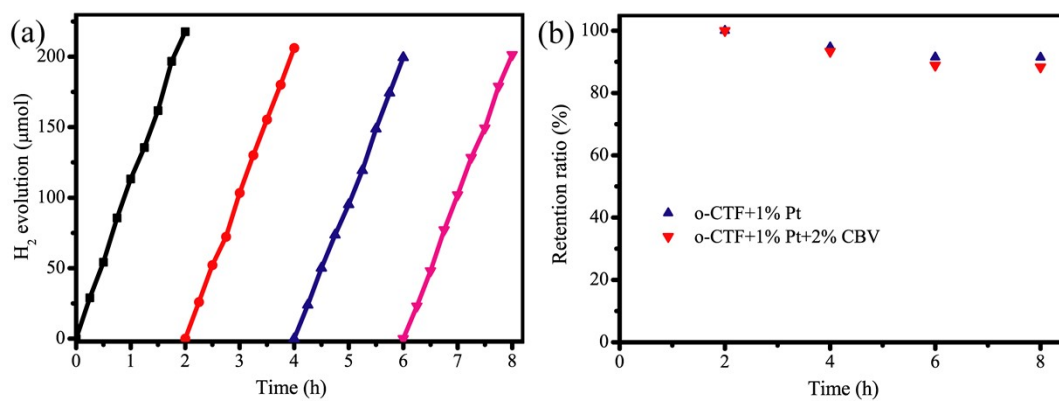 (a)
H₂ evolution (μmol)
200
150
100
50
0
0 1 2 3 4 5 6 7 8
Time (h)
(b)
Retention ratio (%)
100
80
60
40
20
0
o-CTF+1% Pt
o-CTF+1% Pt+2% CBV
0 2 4 6 8
Time (h)